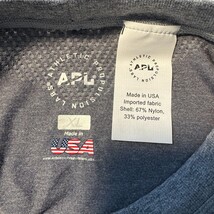 ATHLETIC PROPULSION LABS
APL
XL
Made in
USA
ATHLETIC PROPULSION LABS
APL
Made in USA
Imported fabric
Shell: 67% Nylon,
33% polyester